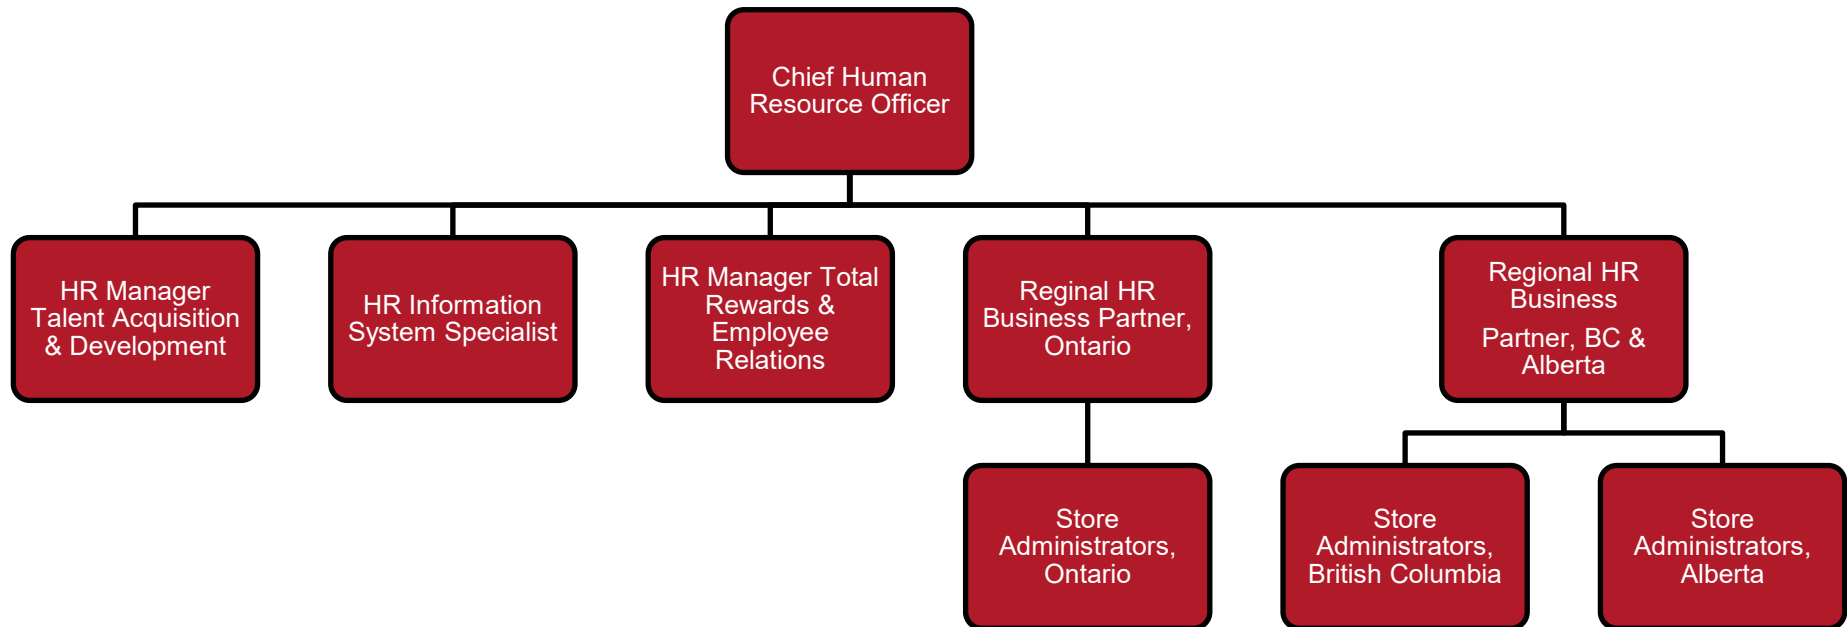 Chief Human
Resource Officer
HR Manager
Talent Acquisition
& Development
HR Information
System Specialist
HR Manager Total
Rewards &
Employee
Relations
Reginal HR
Business Partner,
Ontario
Regional HR
Business
Partner, BC &
Alberta
Store
Administrators,
Ontario
Store
Administrators,
British Columbia
Store
Administrators,
Alberta